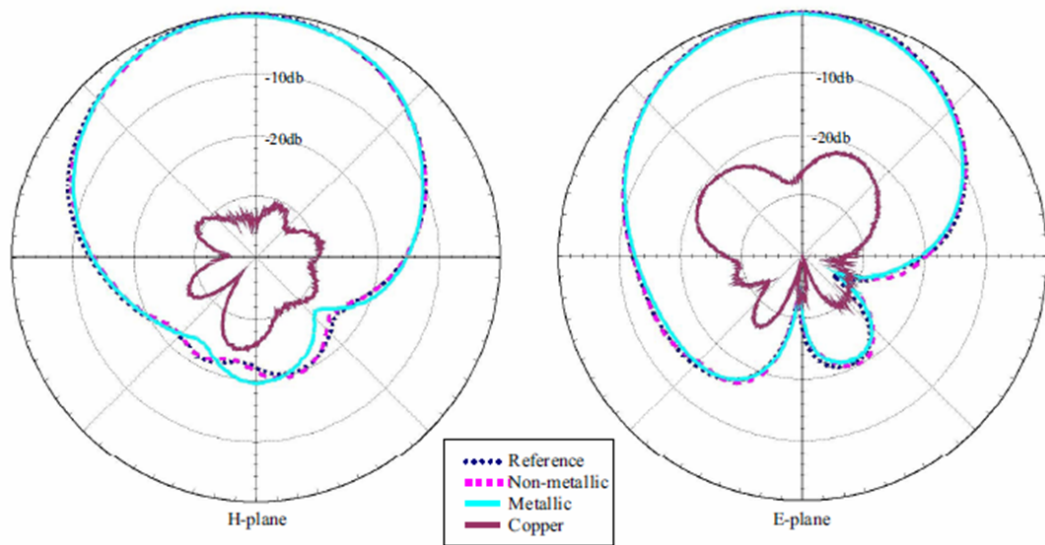 -10db
-20db
-10db
-20db
Reference
Non-metallic
Metallic
Copper
H-plane
E-plane